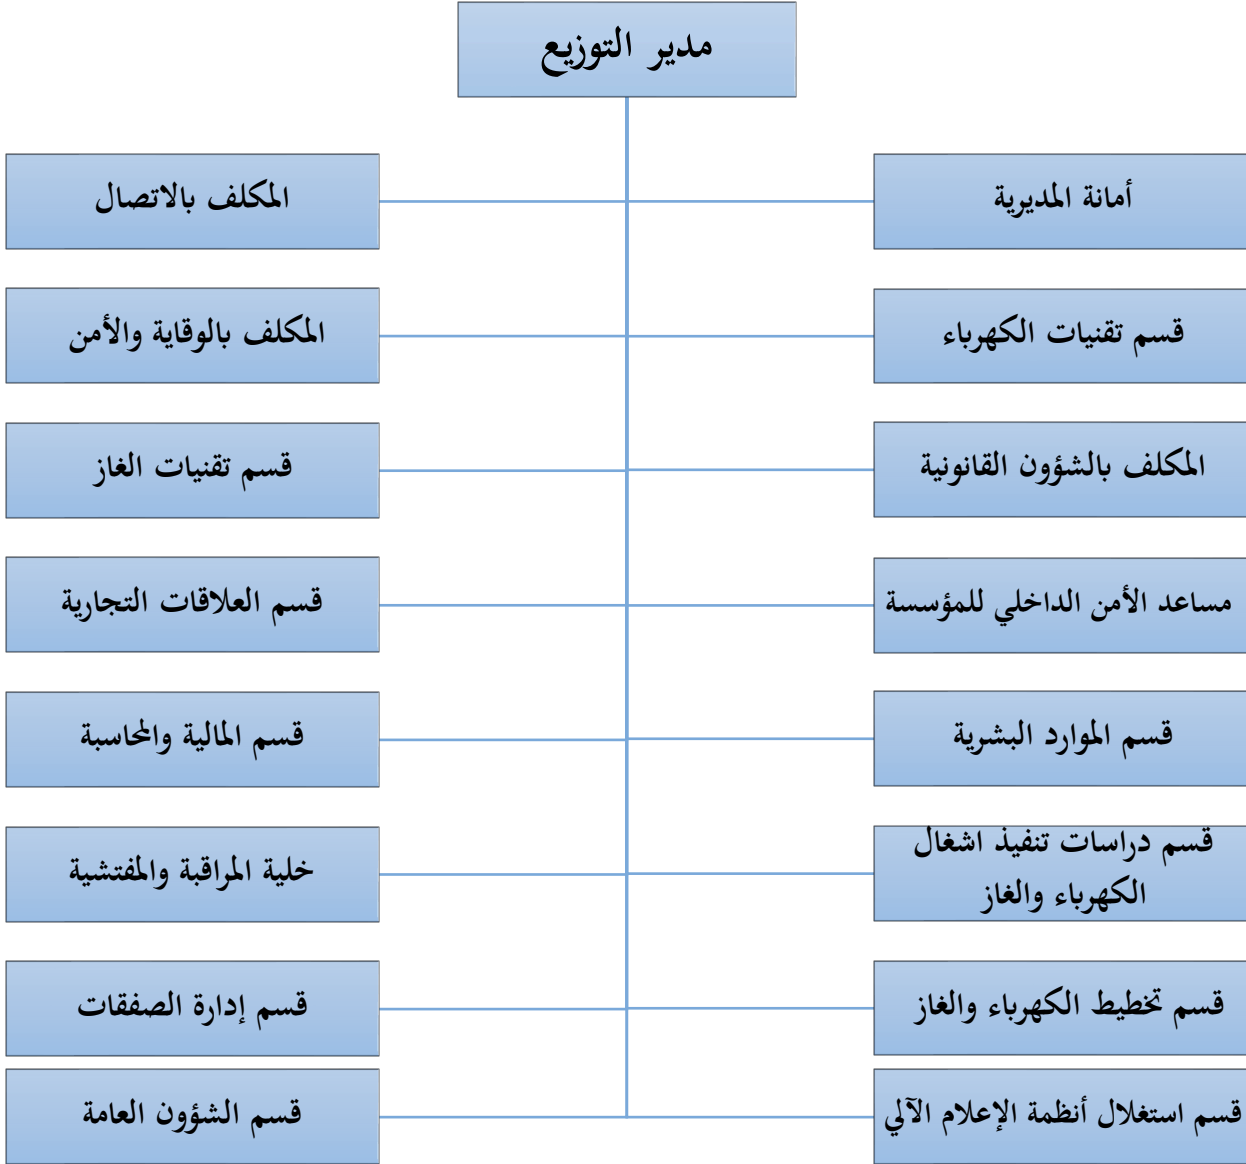 مدير التوزيع
أمانة المديرية
المكلف بالاتصال
قسم تقنيات الكهرباء
المكلف بالوقاية والأمن
المكلف بالشؤون القانونية
قسم تقنيات الغاز
مساعد الأمن الداخلي للمؤسسة
قسم العلاقات التجارية
قسم الموارد البشرية
قسم المالية والمحاسبة
قسم دراسات تنفيذ اشغال
الكهرباء والغاز
خلية المراقبة والمفتشية
قسم تخطيط الكهرباء والغاز
قسم إدارة الصفقات
قسم استغلال أنظمة الإعلام الآلي
قسم الشؤون العامة